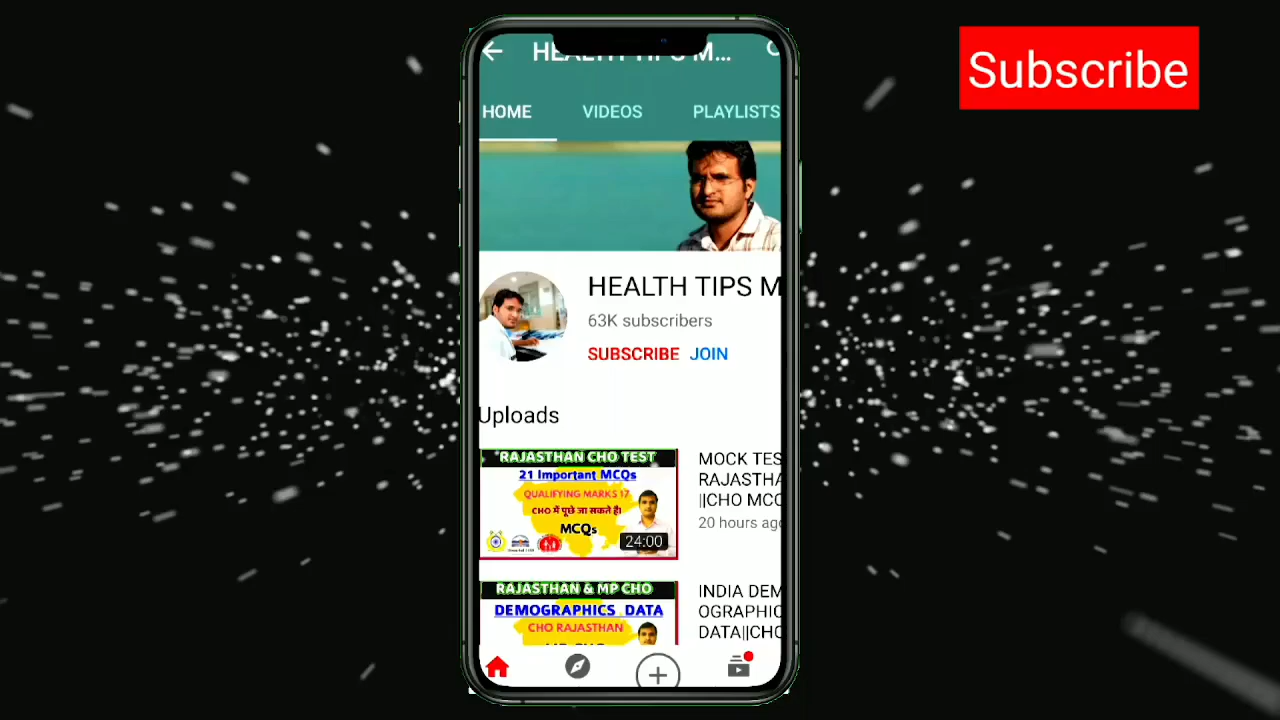 Subscribe
HOME VIDEOS PLAYLISTS
HEALTH TIPS M
63K subscribers
SUBSCRIBE JOIN
Uploads
RAJASTHAN CHO TEST
21 Important MCQs
QUALIFYING MARKS 17
CHO में पूछे जा सकते है।
MCQs
24:00
MOCK TES
RAJASTHA
||CHO MCQ
20 hours ago
RAJASTHAN & MP CHO
DEMOGRAPHICS DATA
CHO RAJASTHAN
INDIA DEM
OGRAPHIC
DATA||CHO